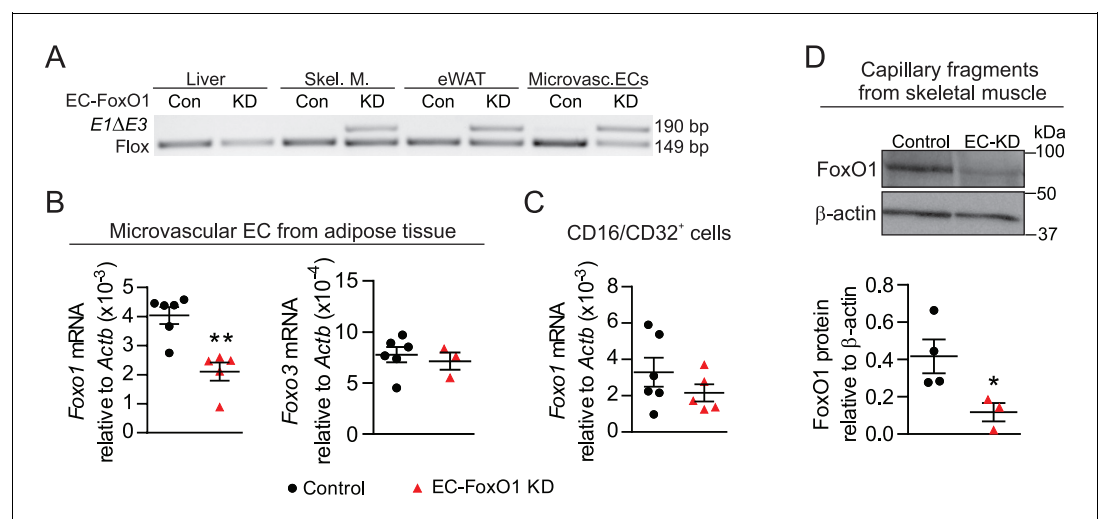 A
Liver Skel. M. eWAT Microvasc.ECs
EC-FoxO1 Con KD Con KD Con KD Con KD
E1ΔE3 190 bp
Flox 149 bp
B
Microvascular EC from adipose tissue
Foxo1 mRNA
relative to Actb (x10⁻³)
5
4
3
2
1
0
**
Foxo3 mRNA
relative to Actb (x10⁻⁴)
15
10
5
0
C
CD16/CD32⁺ cells
Foxo1 mRNA
relative to Actb (x10⁻³)
8
6
4
2
0
D
Capillary fragments
from skeletal muscle
Control EC-KD kDa
100
FoxO1
50
β-actin
37
FoxO1 protein
relative to β-actin
0.8
0.6
0.4
0.2
0.0
*
Control EC-FoxO1 KD